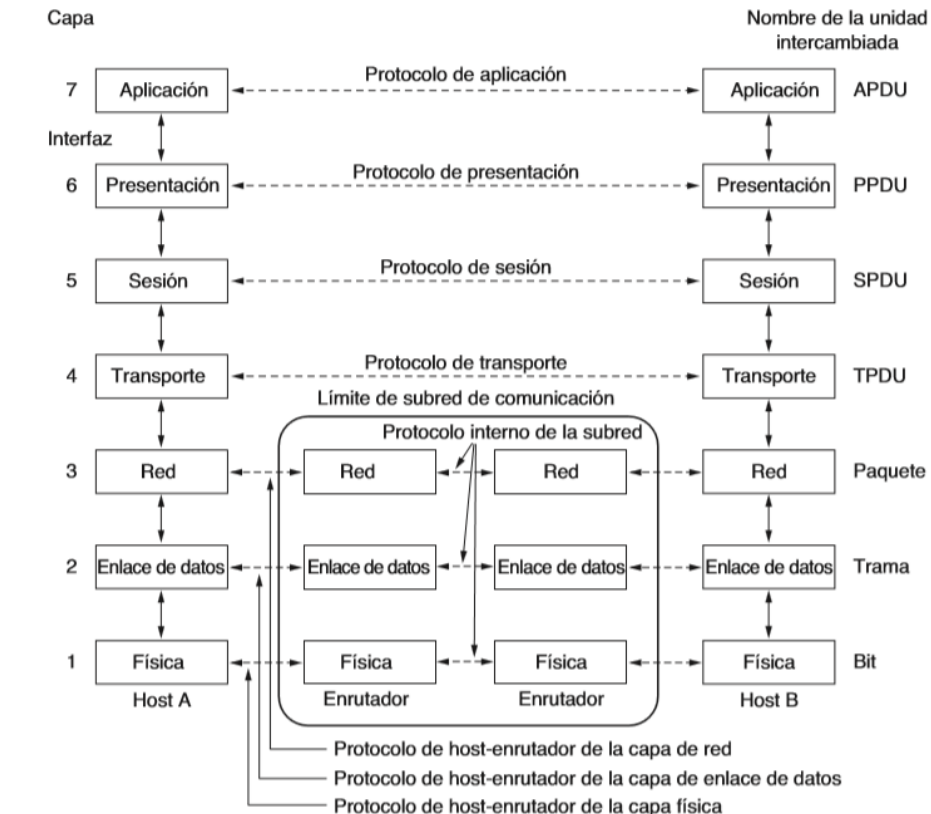 Capa
Nombre de la unidad
intercambiada
Protocolo de aplicación
7 Aplicación Aplicación APDU
Interfaz
Protocolo de presentación
6 Presentación Presentación PPDU
Protocolo de sesión
5 Sesión Sesión SPDU
Protocolo de transporte
4 Transporte Transporte TPDU
Límite de subred de comunicación
Protocolo interno de la subred
3 Red Red Red Red Paquete
2 Enlace de datos Enlace de datos Enlace de datos Enlace de datos Trama
1 Física Física Física Física Bit
Host A Enrutador Enrutador Host B
Protocolo de host-enrutador de la capa de red
Protocolo de host-enrutador de la capa de enlace de datos
Protocolo de host-enrutador de la capa física